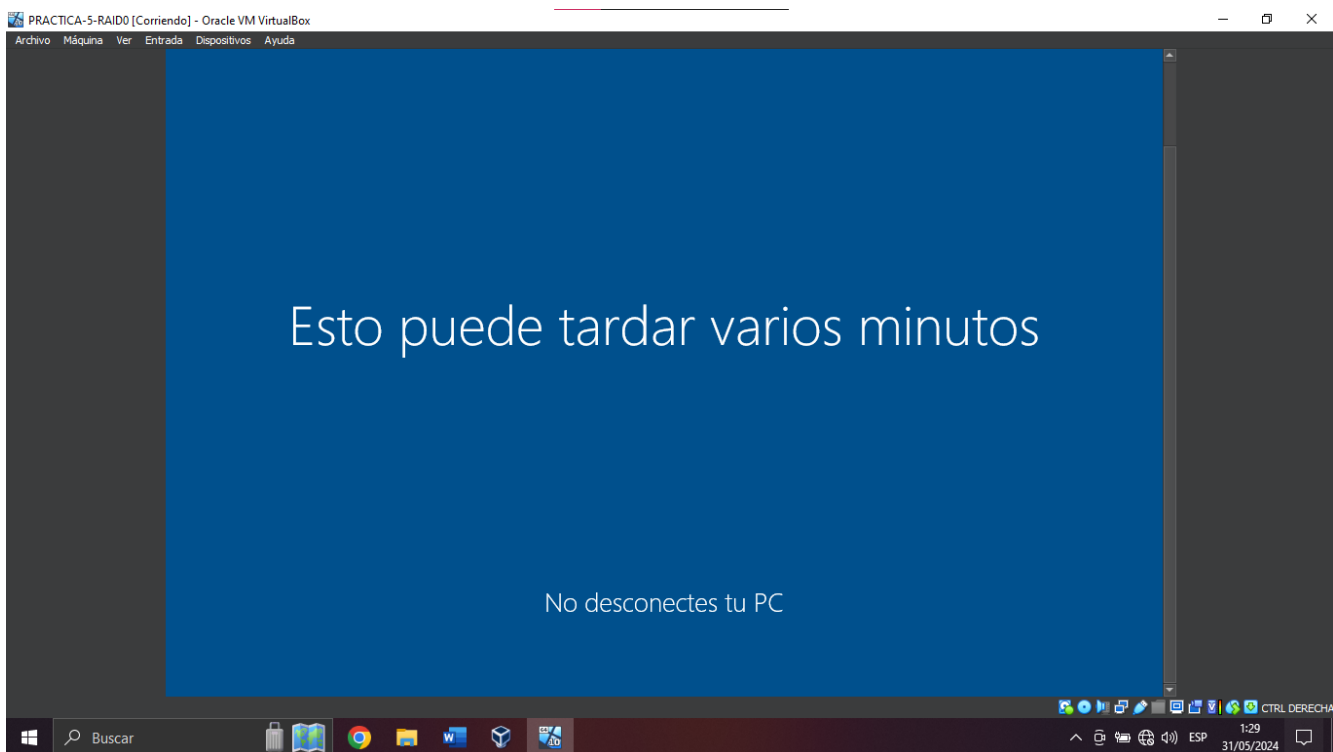 PRACTICA-5-RAID0 [Corriendo] - Oracle VM VirtualBox
Archivo Máquina Ver Entrada Dispositivos Ayuda
Esto puede tardar varios minutos
No desconectes tu PC
CTRL DERECHA
Buscar
ESP
1:29
31/05/2024